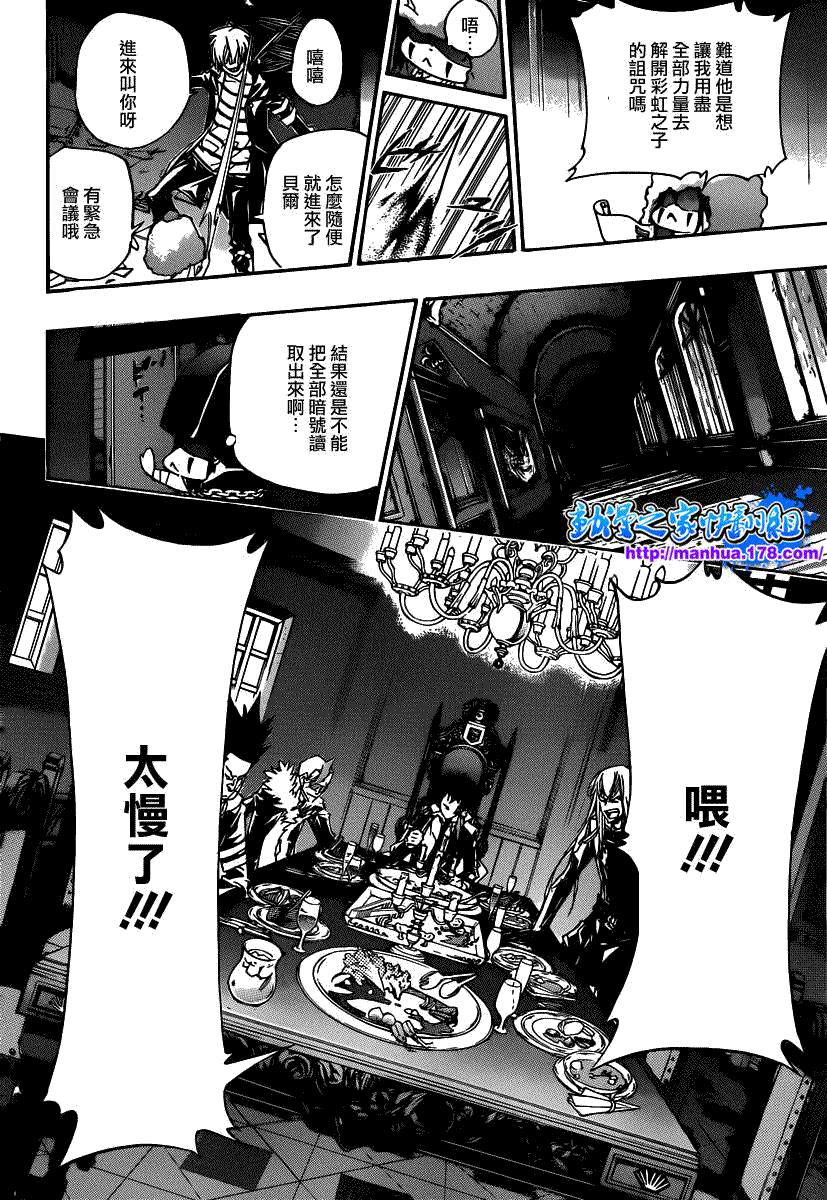 難道他是想
讓我用盡
全部力量去
解開彩虹之子
的詛咒嗎
唔…
嘻嘻
進來叫你呀
怎麼隨便
就進來了
貝爾
有緊急
會議哦
結果還是不能
把全部暗號讀
取出來啊…
動漫之家快翻組
http://manhua.178.com/
喂!!!
太慢了!!!